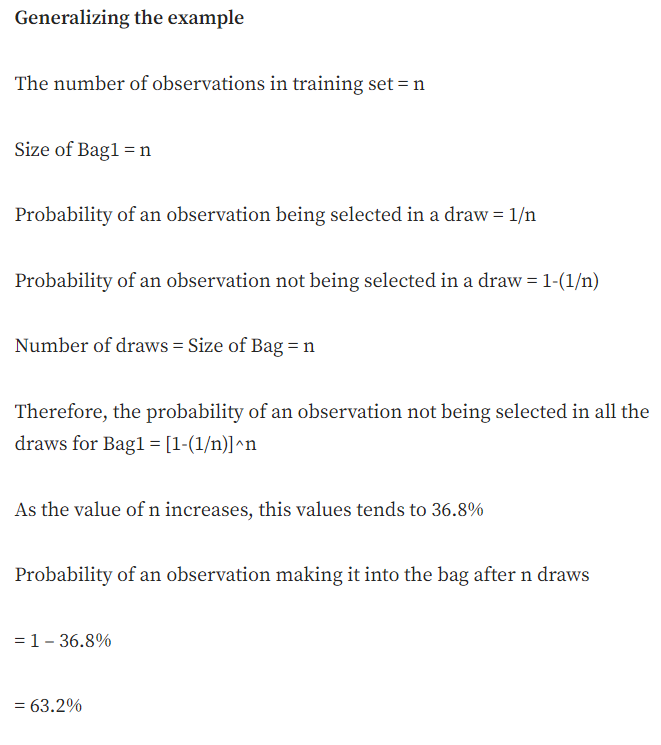 Generalizing the example
The number of observations in training set = n
Size of Bag1 = n
Probability of an observation being selected in a draw = 1/n
Probability of an observation not being selected in a draw = 1-(1/n)
Number of draws = Size of Bag = n
Therefore, the probability of an observation not being selected in all the
draws for Bag1 = [1-(1/n)]^n
As the value of n increases, this values tends to 36.8%
Probability of an observation making it into the bag after n draws
= 1 – 36.8%
= 63.2%